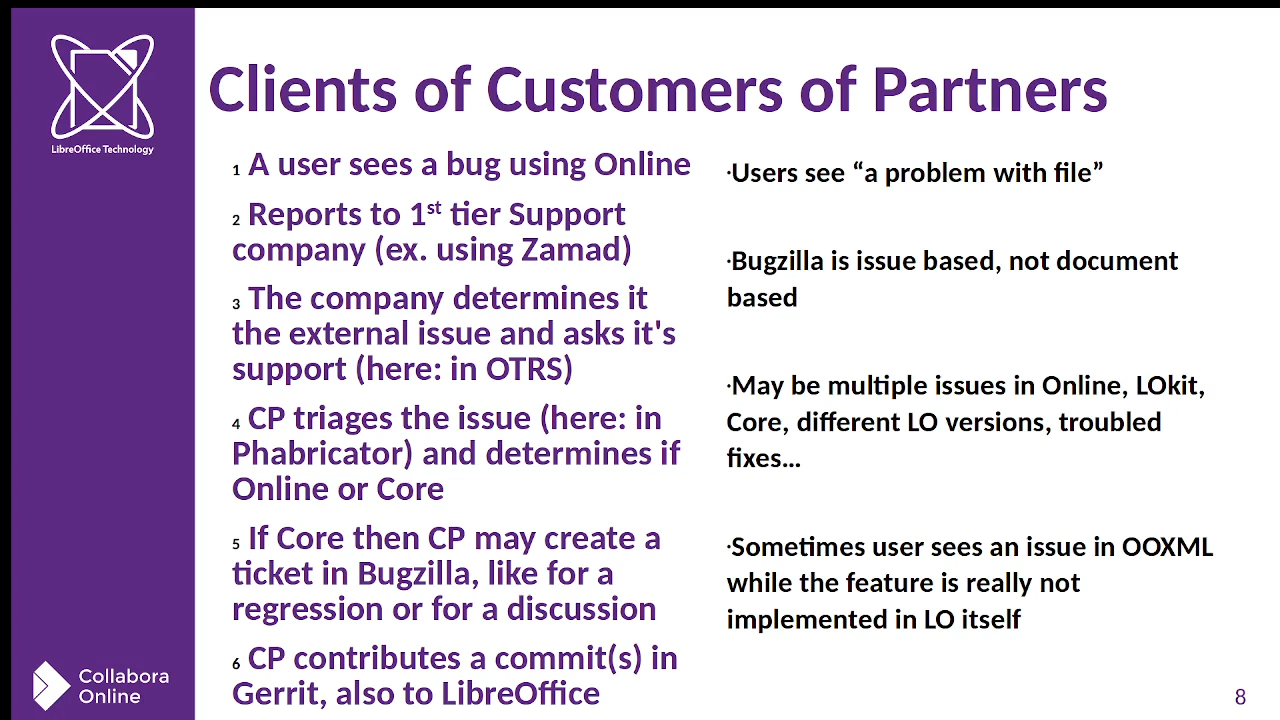 LibreOffice Technology
Clients of Customers of Partners
1 A user sees a bug using Online
2 Reports to 1st tier Support
company (ex. using Zamad)
3 The company determines it
the external issue and asks it's
support (here: in OTRS)
4 CP triages the issue (here: in
Phabricator) and determines if
Online or Core
5 If Core then CP may create a
ticket in Bugzilla, like for a
regression or for a discussion
6 CP contributes a commit(s) in
Gerrit, also to LibreOffice
·Users see “a problem with file”
·Bugzilla is issue based, not document
based
·May be multiple issues in Online, LOkit,
Core, different LO versions, troubled
fixes...
·Sometimes user sees an issue in OOXML
while the feature is really not
implemented in LO itself
Collabora
Online
8